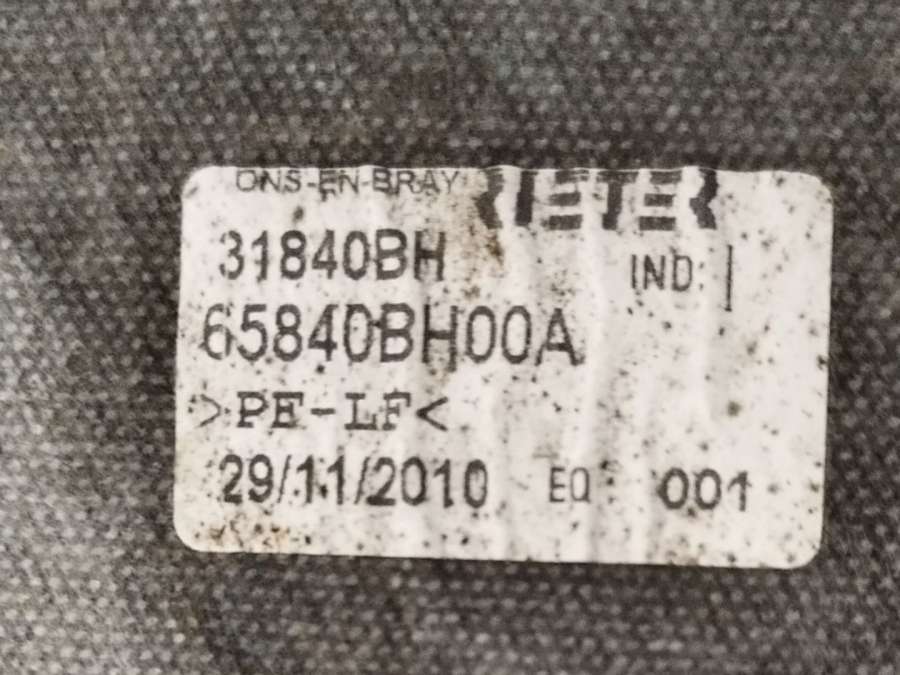 ONS-EN-BRAY RIETER
31840BH IND: I
65840BH00A
>PE-LF<
29/11/2010 EQ : 001